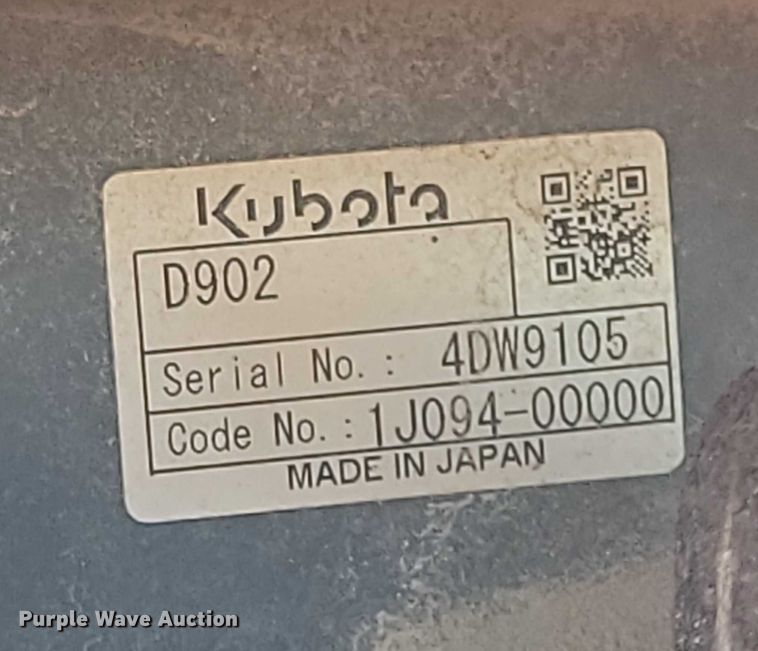 Kubota
D902
Serial No.: 4DW9105
Code No.: 1J094-00000
MADE IN JAPAN
Purple Wave Auction